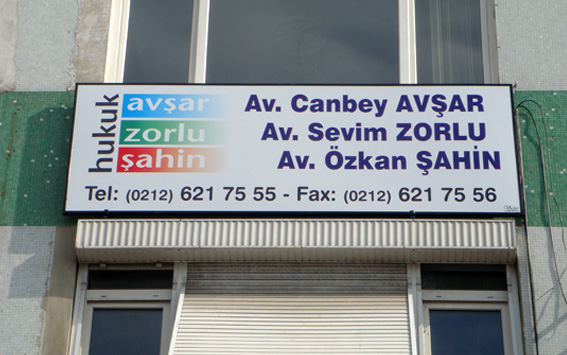 hukuk
avşar
zorlu
şahin
Av. Canbey AVŞAR
Av. Sevim ZORLU
Av. Özkan ŞAHİN
Tel: (0212) 621 75 55 - Fax: (0212) 621 75 56